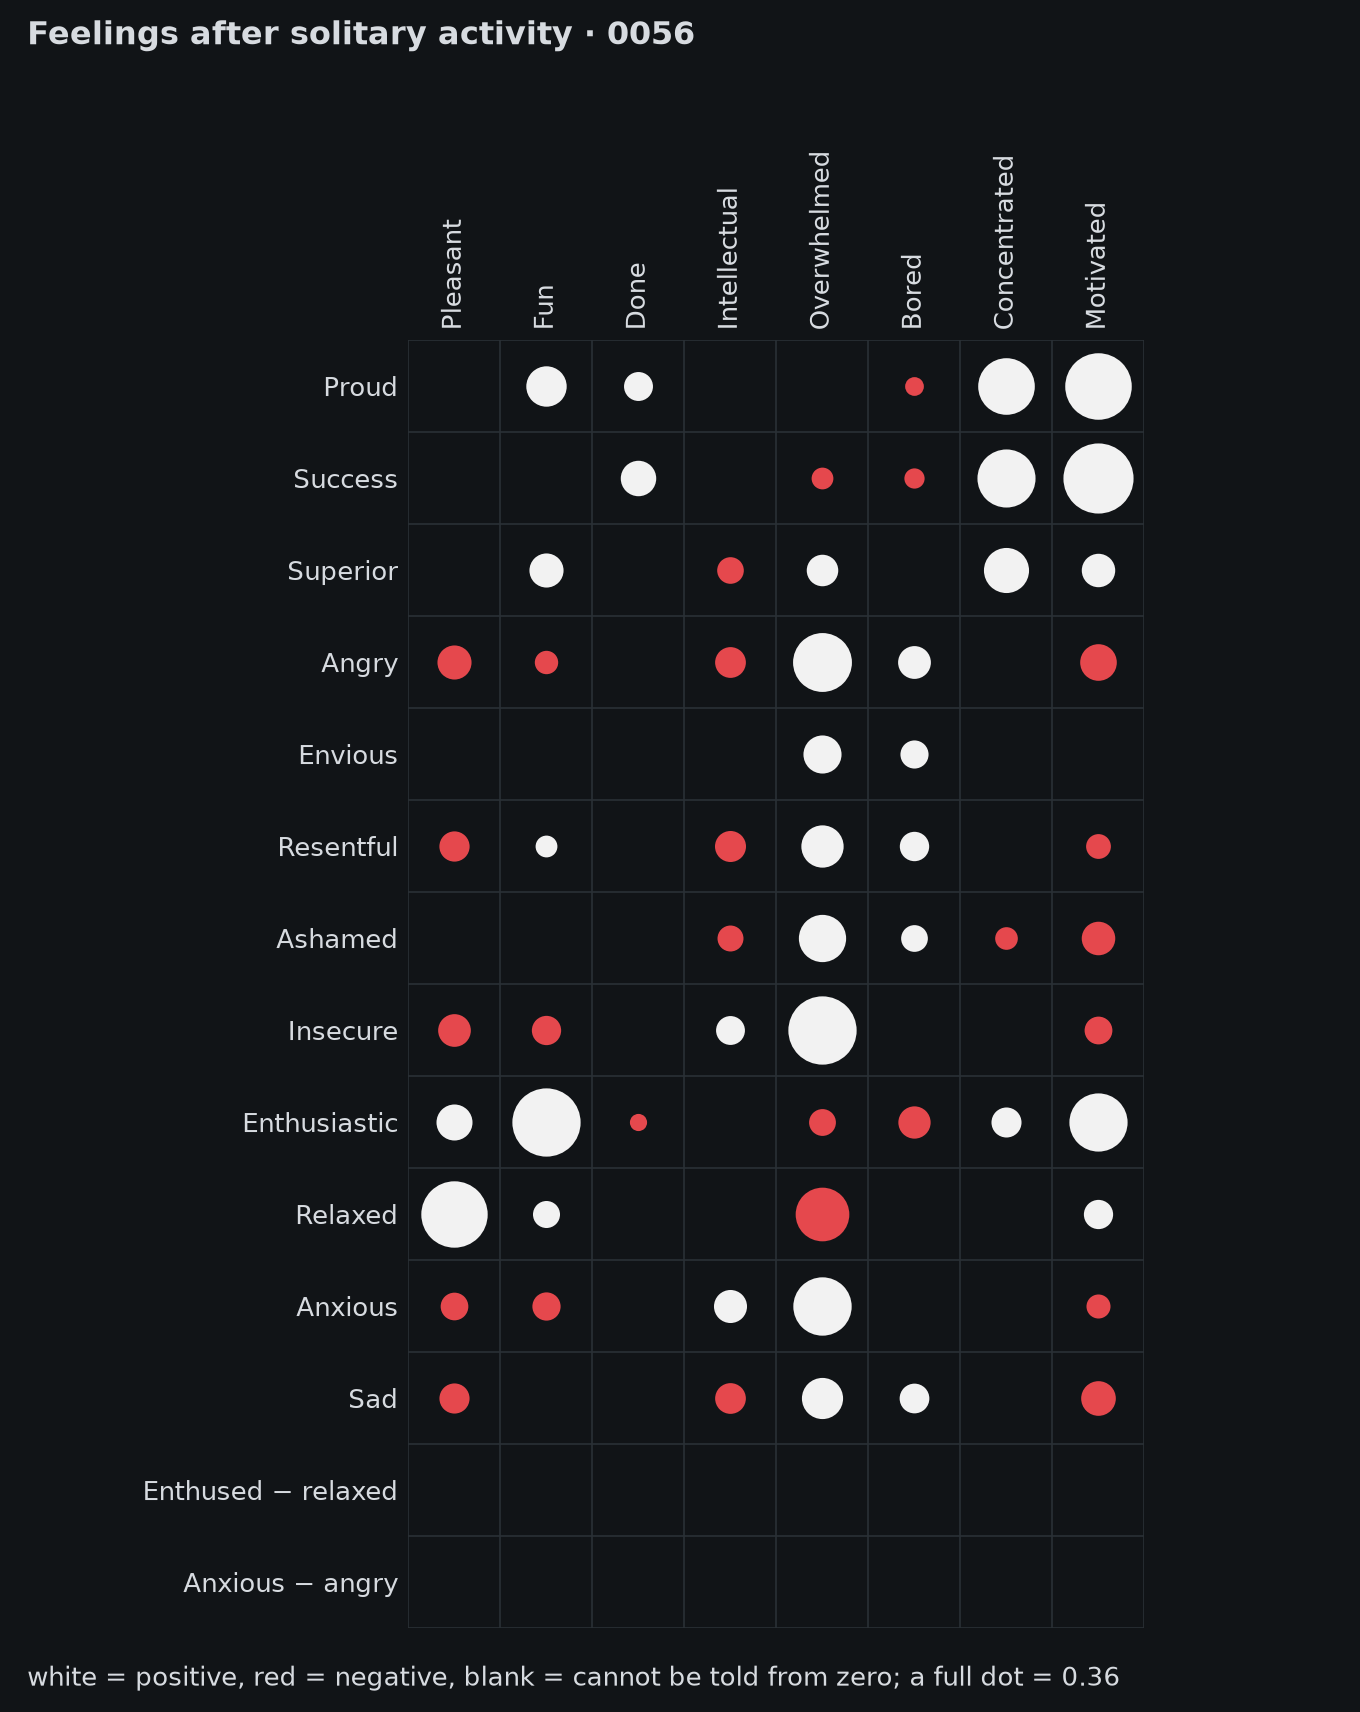 Feelings after solitary activity · 0056
Pleasant
Fun
Done
Intellectual
Overwhelmed
Bored
Concentrated
Motivated
Proud
Success
Superior
Angry
Envious
Resentful
Ashamed
Insecure
Enthusiastic
Relaxed
Anxious
Sad
Enthused − relaxed
Anxious − angry
white = positive, red = negative, blank = cannot be told from zero; a full dot = 0.36